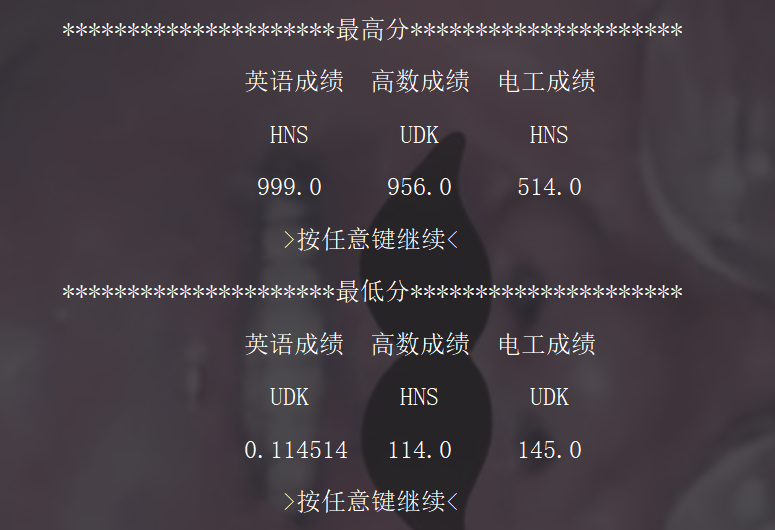 *********************最高分*********************
英语成绩 高数成绩 电工成绩
HNS UDK HNS
999.0 956.0 514.0
>按任意键继续<
*********************最低分*********************
英语成绩 高数成绩 电工成绩
UDK HNS UDK
0.114514 114.0 145.0
>按任意键继续<